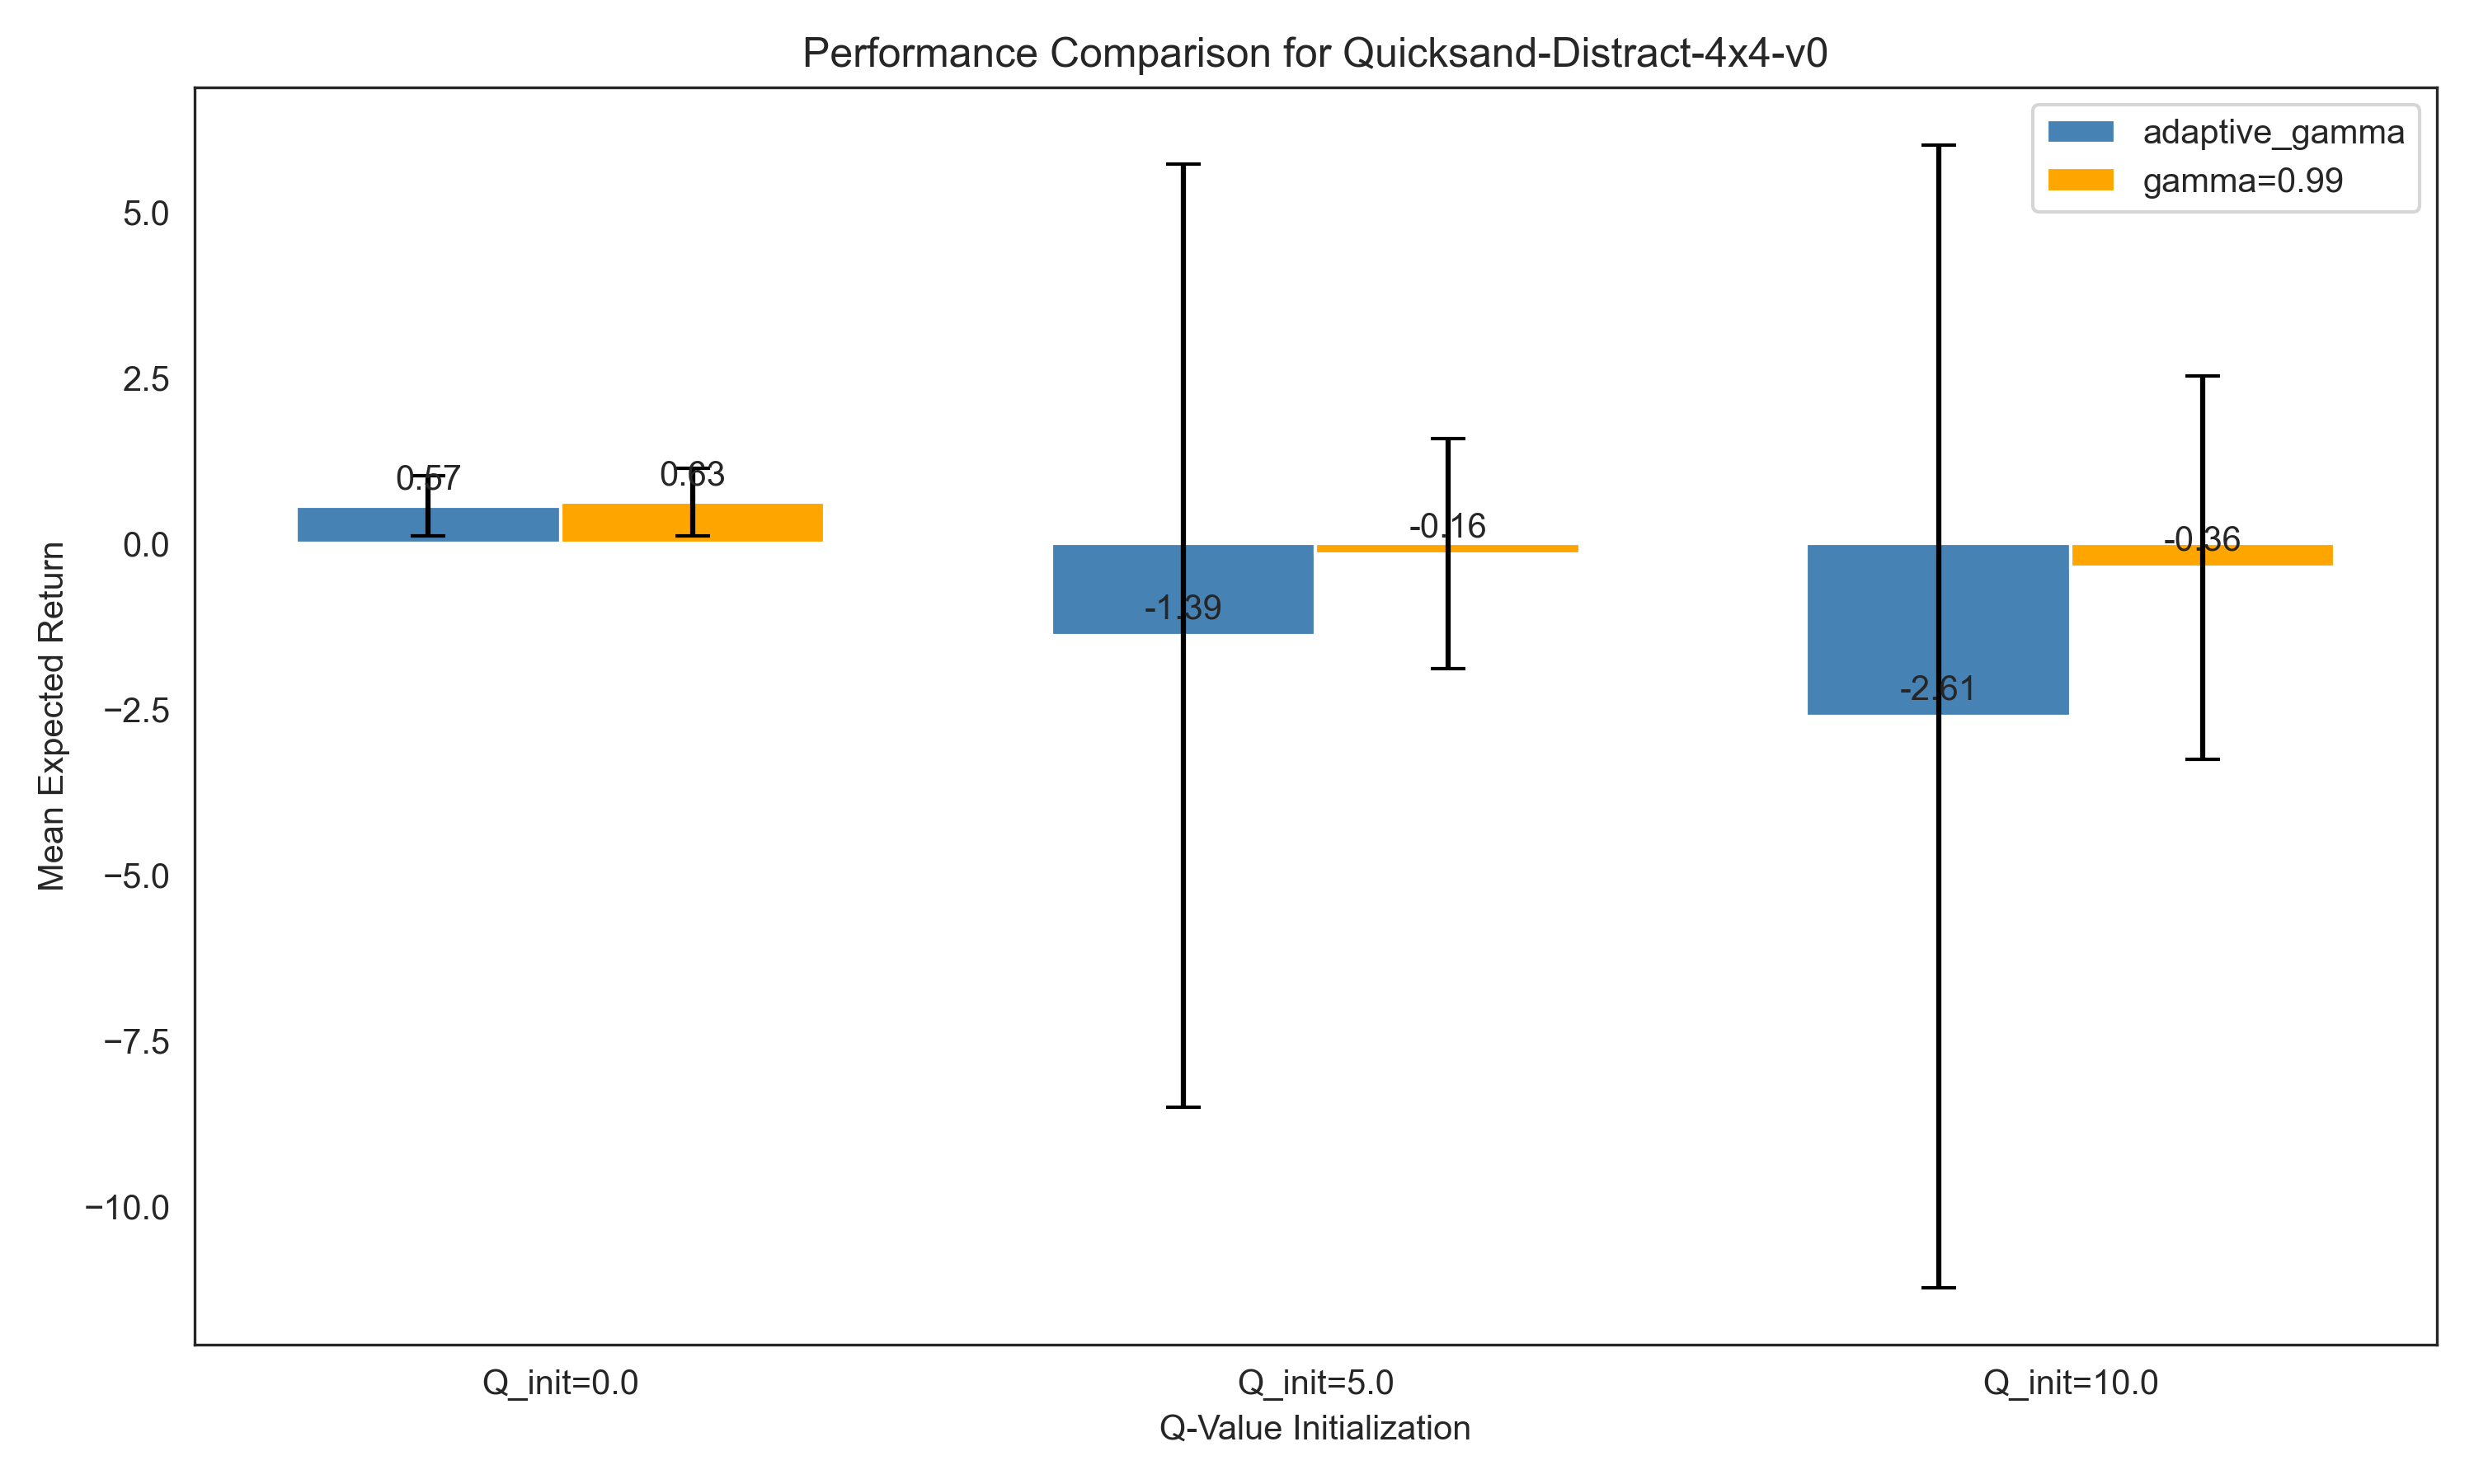 Performance Comparison for Quicksand-Distract-4x4-v0
adaptive_gamma
gamma=0.99
Mean Expected Return
5.0
2.5
0.0
−2.5
−5.0
−7.5
−10.0
0.57
0.63
-1.39
-0.16
-2.61
-0.36
Q_init=0.0
Q_init=5.0
Q_init=10.0
Q-Value Initialization